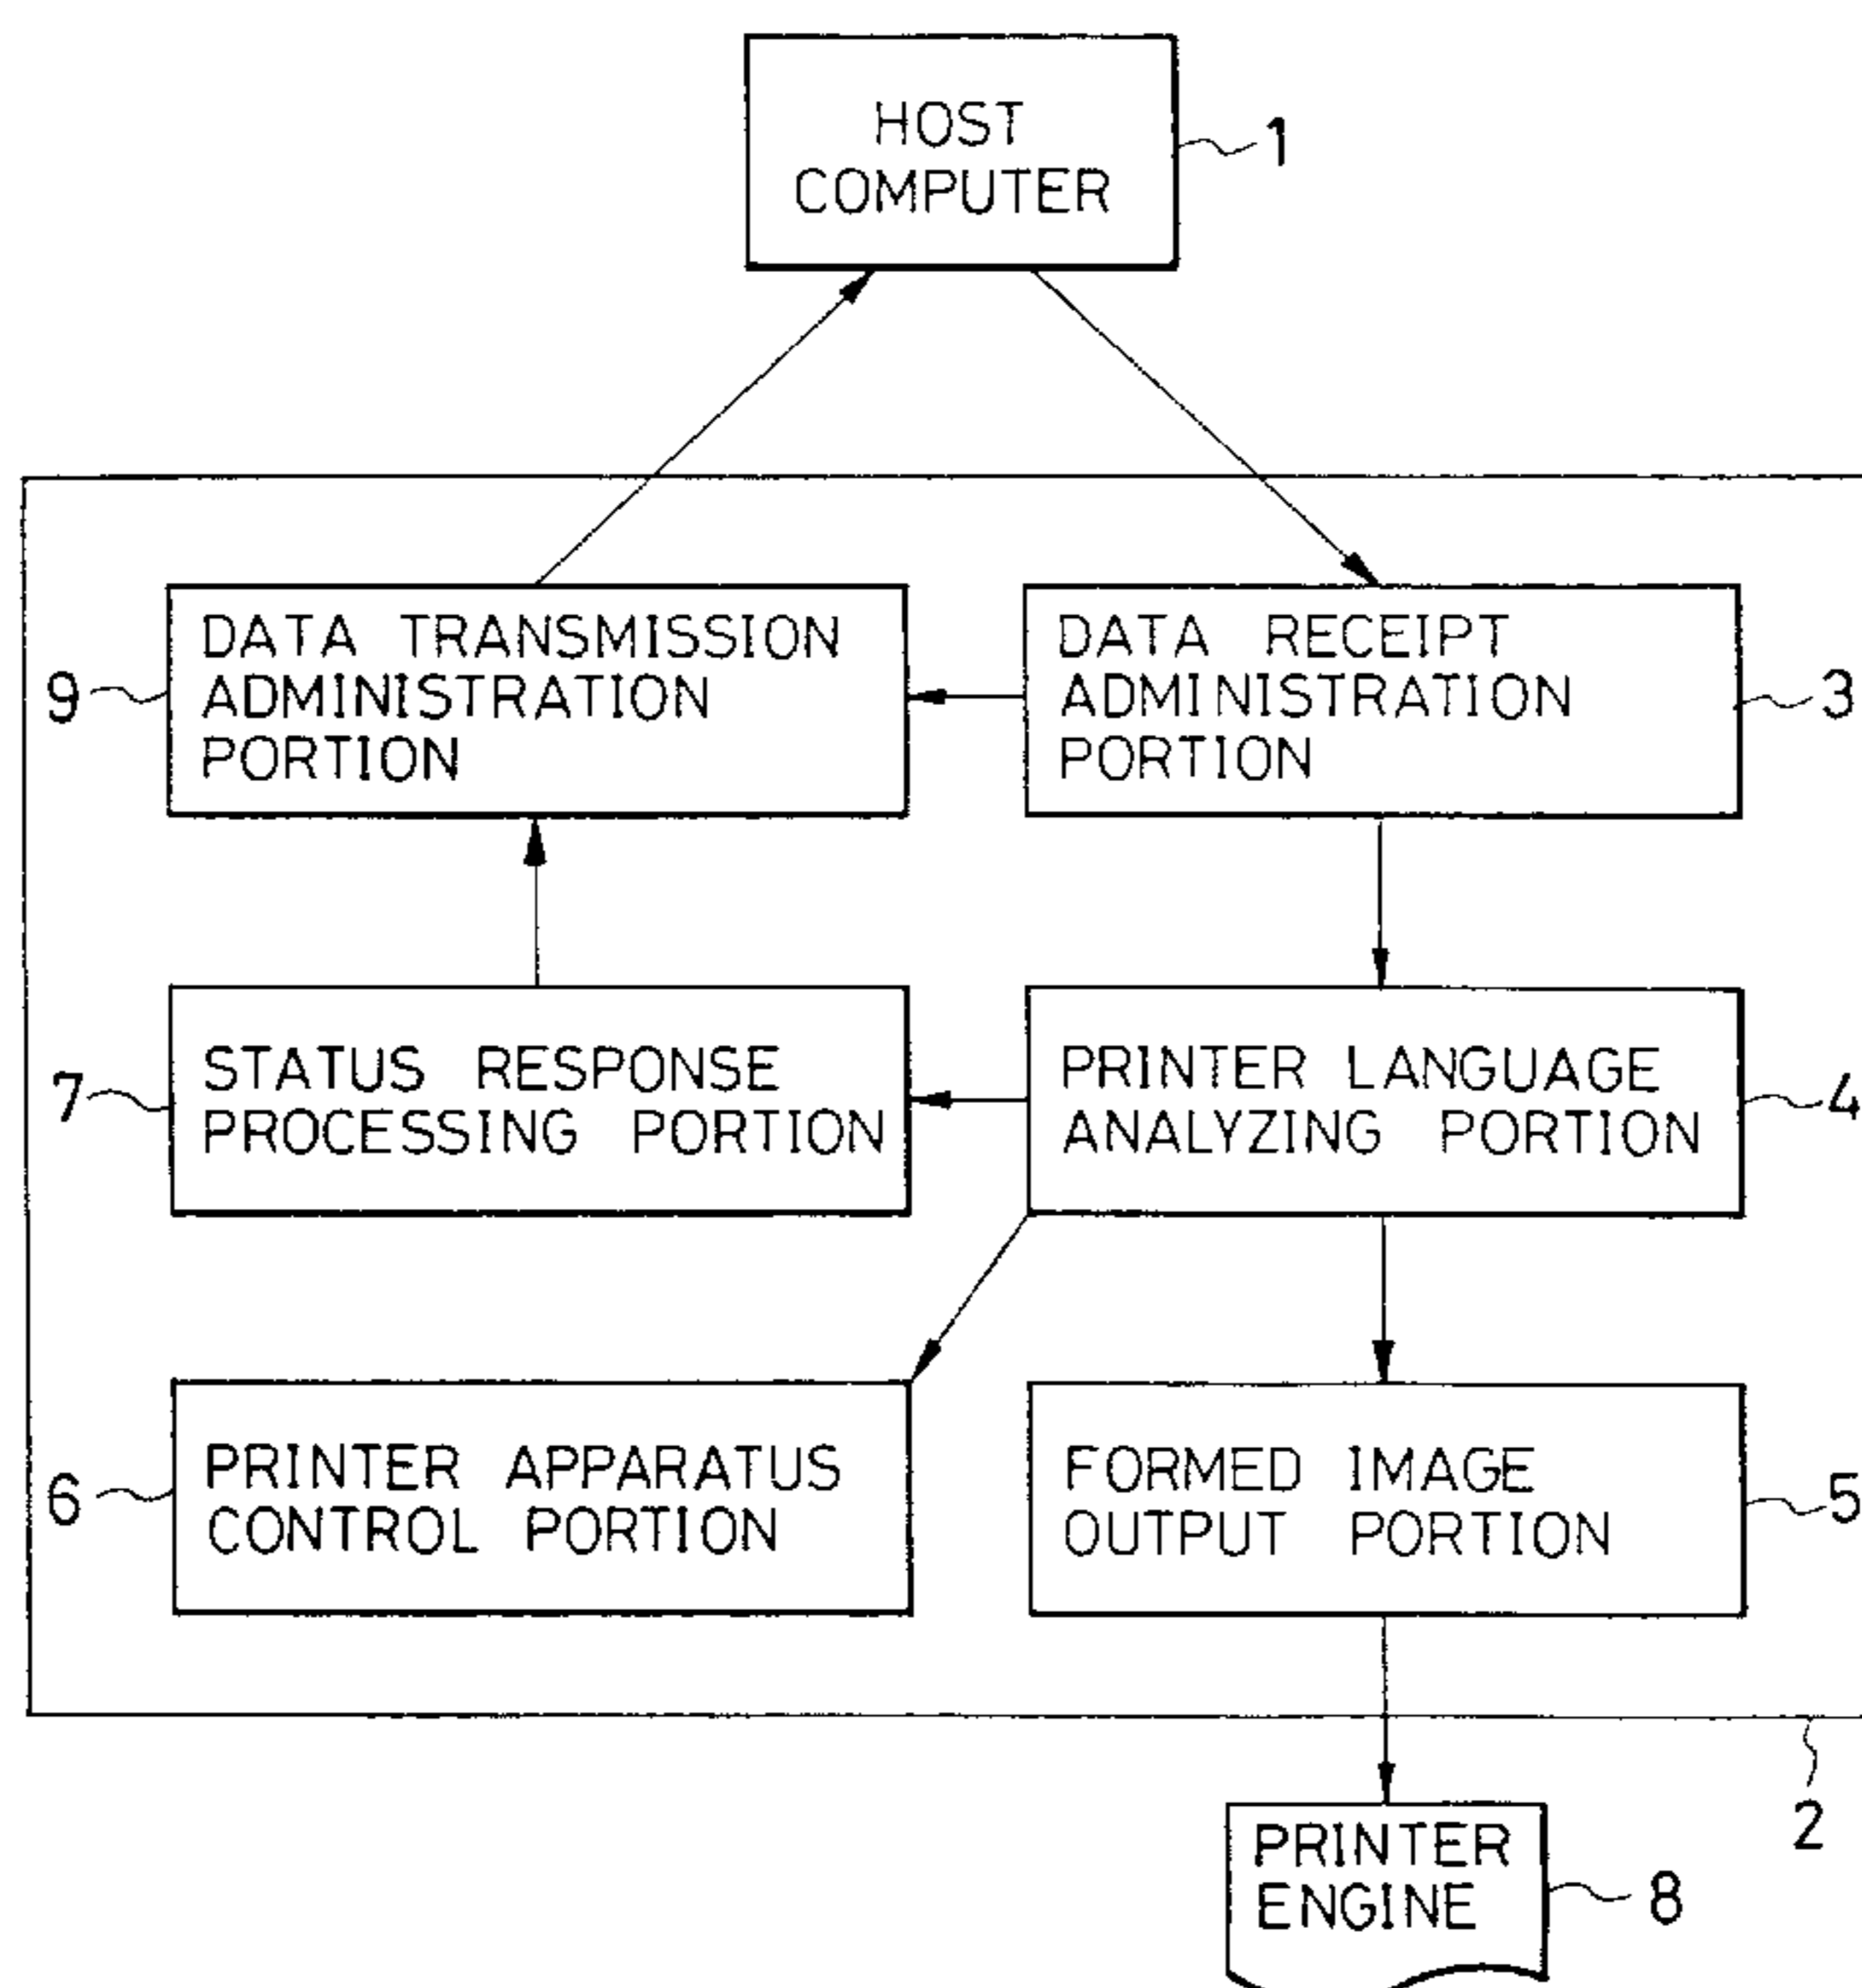 HOST
COMPUTER
1
DATA TRANSMISSION
ADMINISTRATION
PORTION
9
DATA RECEIPT
ADMINISTRATION
PORTION
3
STATUS RESPONSE
PROCESSING PORTION
7
PRINTER LANGUAGE
ANALYZING PORTION
4
PRINTER APPARATUS
CONTROL PORTION
6
FORMED IMAGE
OUTPUT PORTION
5
2
PRINTER
ENGINE
8